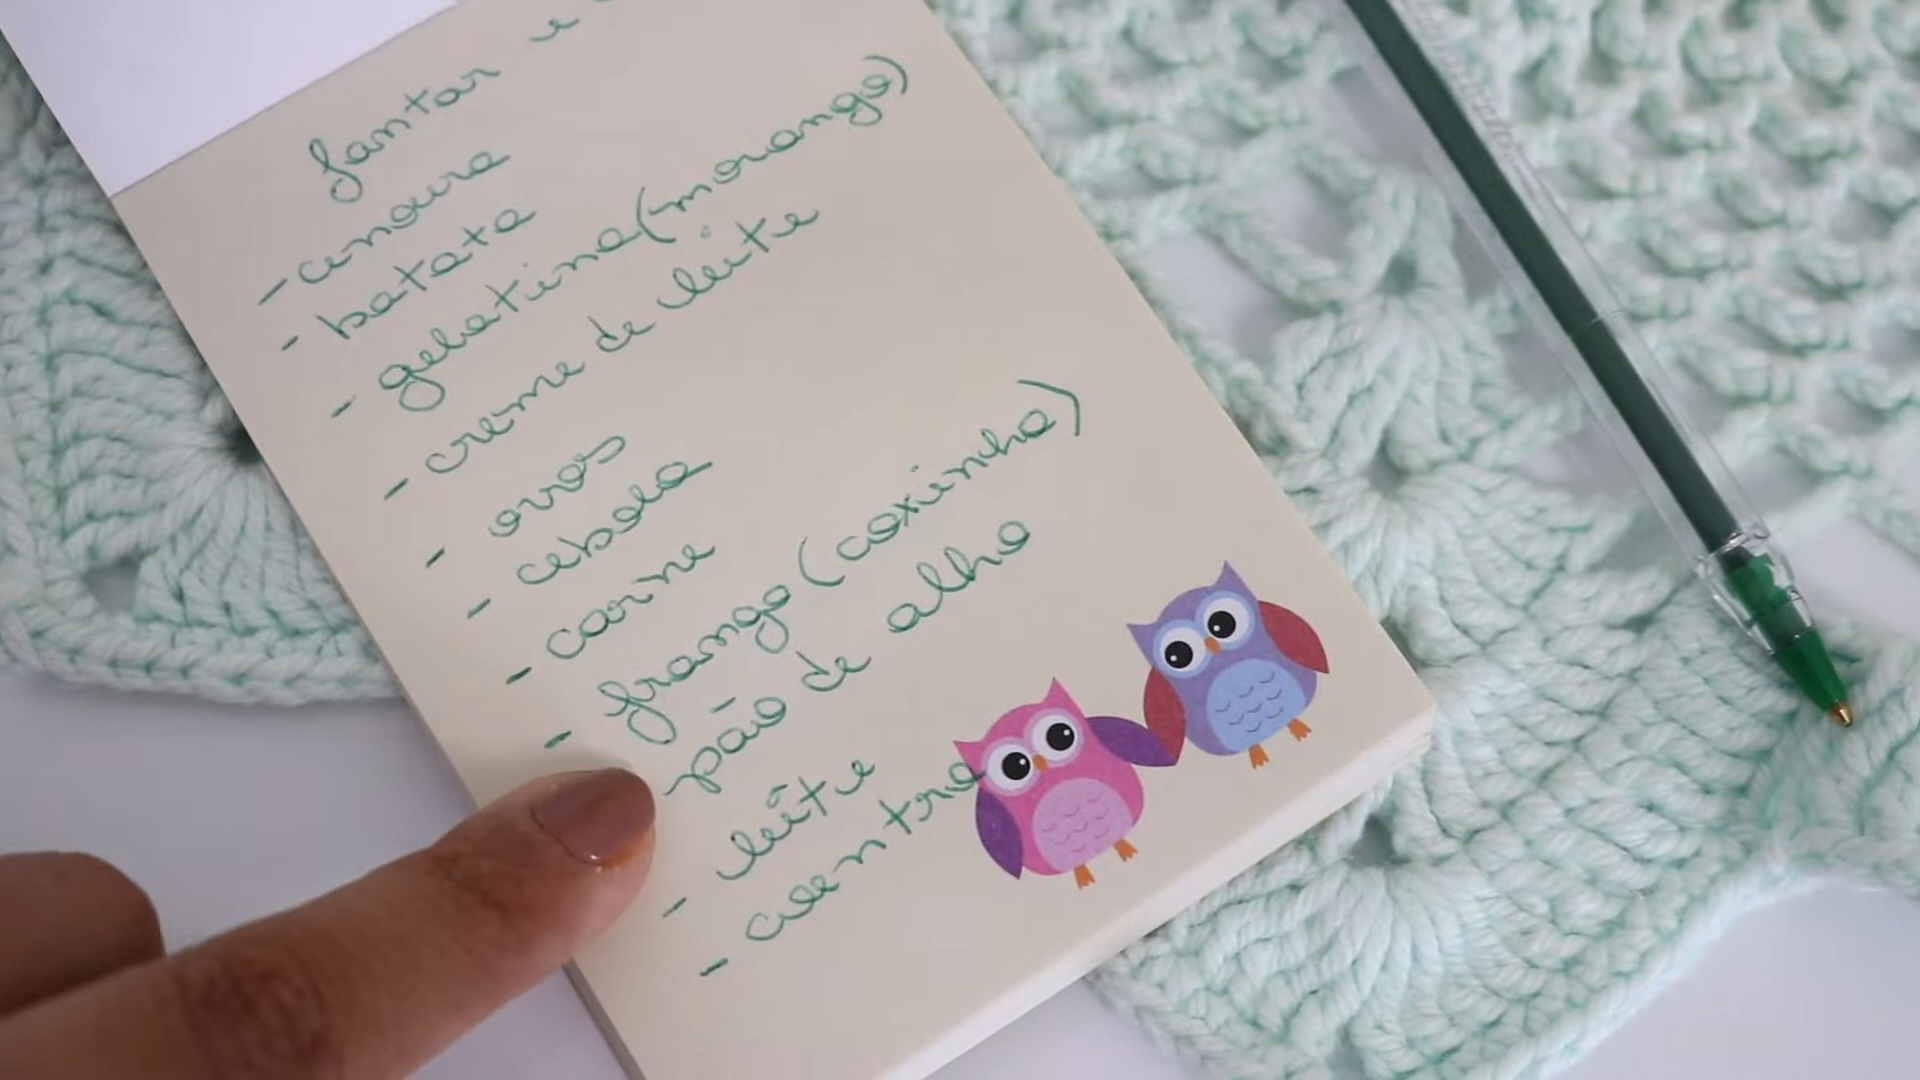 Jantar e
- cenoura
- batata
- gelatina (morango)
- creme de leite
- ovos
- cebola
- carne
- frango (coxinha)
pão de alho
- leite
- coentro